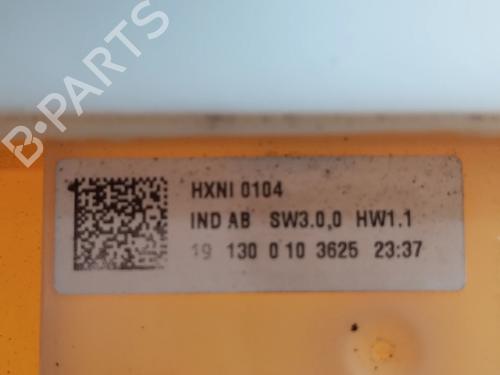 B-PARTS
HXNI 0104
IND AB SW3.0,0 HW1.1
19 130 0 10 3625 23:37